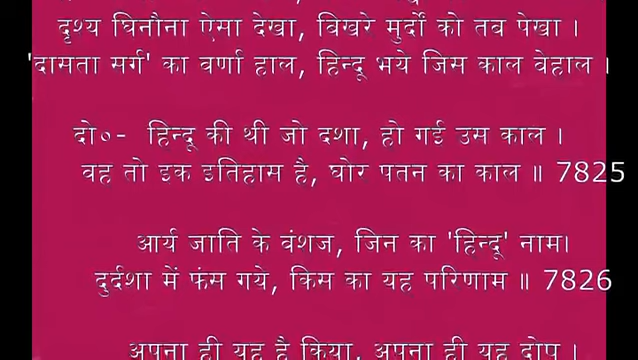 दृश्य घिनौना ऐसा देखा, विखरे मुर्दों को तव पेखा ।
'दासता सर्ग' का वर्णा हाल, हिन्दू भये जिस काल वेहाल ।
दो०- हिन्दू की थी जो दशा, हो गई उस काल ।
वह तो इक इतिहास है, घोर पतन का काल ॥ 7825
आर्य जाति के वंशज, जिन का 'हिन्दू' नाम।
दुर्दशा में फंस गये, किस का यह परिणाम ॥ 7826
अपना ही यह है किया, अपना ही यह दोष ।